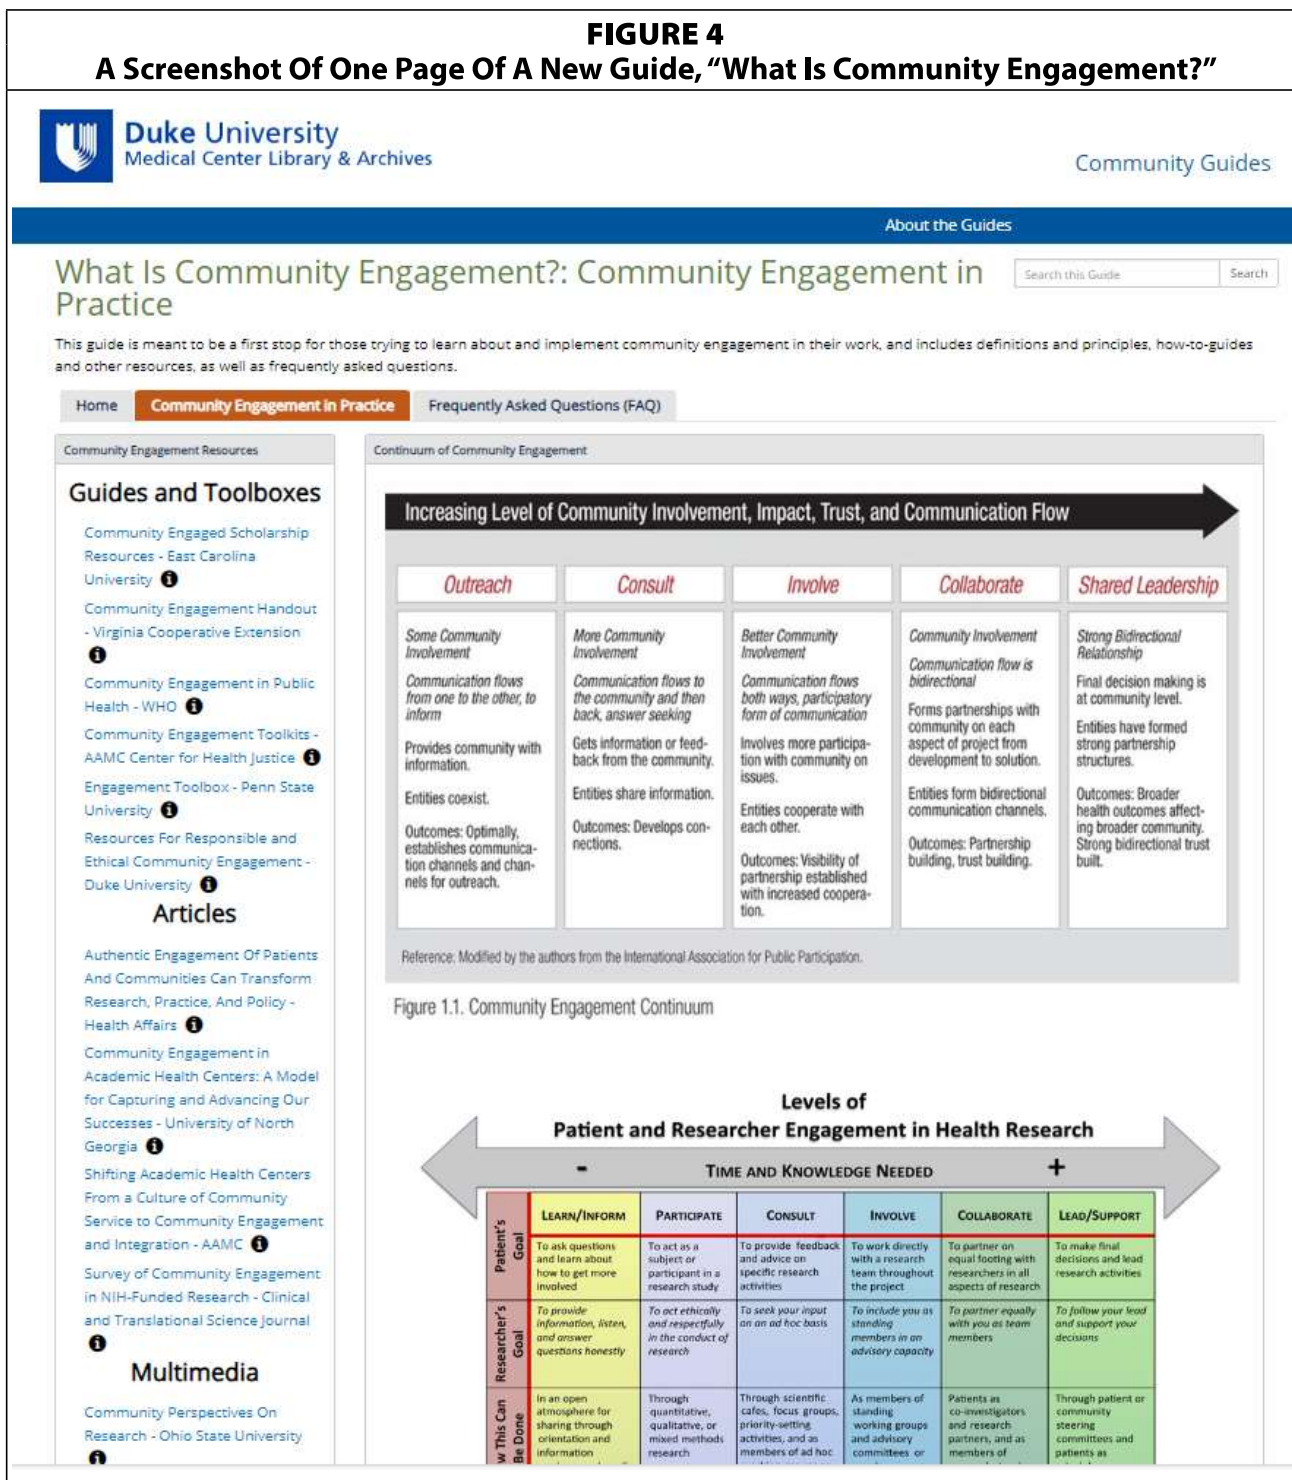 FIGURE 4
A Screenshot Of One Page Of A New Guide, “What Is Community Engagement?”
Duke University
Medical Center Library & Archives
Community Guides
About the Guides
What Is Community Engagement?: Community Engagement in
Practice
Search this Guide
Search
This guide is meant to be a first stop for those trying to learn about and implement community engagement in their work, and includes definitions and principles, how-to-guides
and other resources, as well as frequently asked questions.
Home
Community Engagement in Practice
Frequently Asked Questions (FAQ)
Community Engagement Resources
Guides and Toolboxes
Community Engaged Scholarship
Resources - East Carolina
University
Community Engagement Handout
- Virginia Cooperative Extension
Community Engagement in Public
Health - WHO
Community Engagement Toolkits -
AAMC Center for Health Justice
Engagement Toolbox - Penn State
University
Resources For Responsible and
Ethical Community Engagement -
Duke University
Articles
Authentic Engagement Of Patients
And Communities Can Transform
Research, Practice, And Policy -
Health Affairs
Community Engagement in
Academic Health Centers: A Model
for Capturing and Advancing Our
Successes - University of North
Georgia
Shifting Academic Health Centers
From a Culture of Community
Service to Community Engagement
and Integration - AAMC
Survey of Community Engagement
in NIH-Funded Research - Clinical
and Translational Science Journal
Multimedia
Community Perspectives On
Research - Ohio State University
Continuum of Community Engagement
Increasing Level of Community Involvement, Impact, Trust, and Communication Flow
Outreach
Some Community
Involvement
Communication flows
from one to the other, to
inform
Provides community with
information.
Entities coexist.
Outcomes: Optimally,
establishes communica-
tion channels and chan-
nels for outreach.
Consult
More Community
Involvement
Communication flows to
the community and then
back, answer seeking
Gets information or feed-
back from the community.
Entities share information.
Outcomes: Develops con-
nections.
Involve
Better Community
Involvement
Communication flows
both ways, participatory
form of communication
Involves more participa-
tion with community on
issues.
Entities cooperate with
each other.
Outcomes: Visibility of
partnership established
with increased coopera-
tion.
Collaborate
Community Involvement
Communication flow is
bidirectional
Forms partnerships with
community on each
aspect of project from
development to solution.
Entities form bidirectional
communication channels.
Outcomes: Partnership
building, trust building.
Shared Leadership
Strong Bidirectional
Relationship
Final decision making is
at community level.
Entities have formed
strong partnership
structures.
Outcomes: Broader
health outcomes affect-
ing broader community.
Strong bidirectional trust
built.
Reference: Modified by the authors from the International Association for Public Participation.
Figure 1.1. Community Engagement Continuum
Levels of
Patient and Researcher Engagement in Health Research
- TIME AND KNOWLEDGE NEEDED +
LEARN/INFORM
PARTICIPATE
CONSULT
INVOLVE
COLLABORATE
LEAD/SUPPORT
Patient's
Goal
To ask questions
and learn about
how to get more
involved
To act as a
subject or
participant in a
research study
To provide feedback
and advice on
specific research
activities
To work directly
with a research
team throughout
the project
To partner on
equal footing with
researchers in all
aspects of research
To make final
decisions and lead
research activities
Researcher's
Goal
To provide
information, listen,
and answer
questions honestly
To act ethically
and respectfully
in the conduct of
research
To seek your input
on an ad hoc basis
To include you as
standing
members in an
advisory capacity
To partner equally
with you as team
members
To follow your lead
and support your
decisions
w This Can
Be Done
In an open
atmosphere for
sharing through
orientation and
information
Through
quantitative,
qualitative, or
mixed methods
research
Through scientific
cafes, focus groups,
priority-setting
activities, and as
members of ad hoc
As members of
standing
working groups
and advisory
committees or
Patients as
co-investigators
and research
partners, and as
members of
Through patient or
community
steering
committees and
patients as